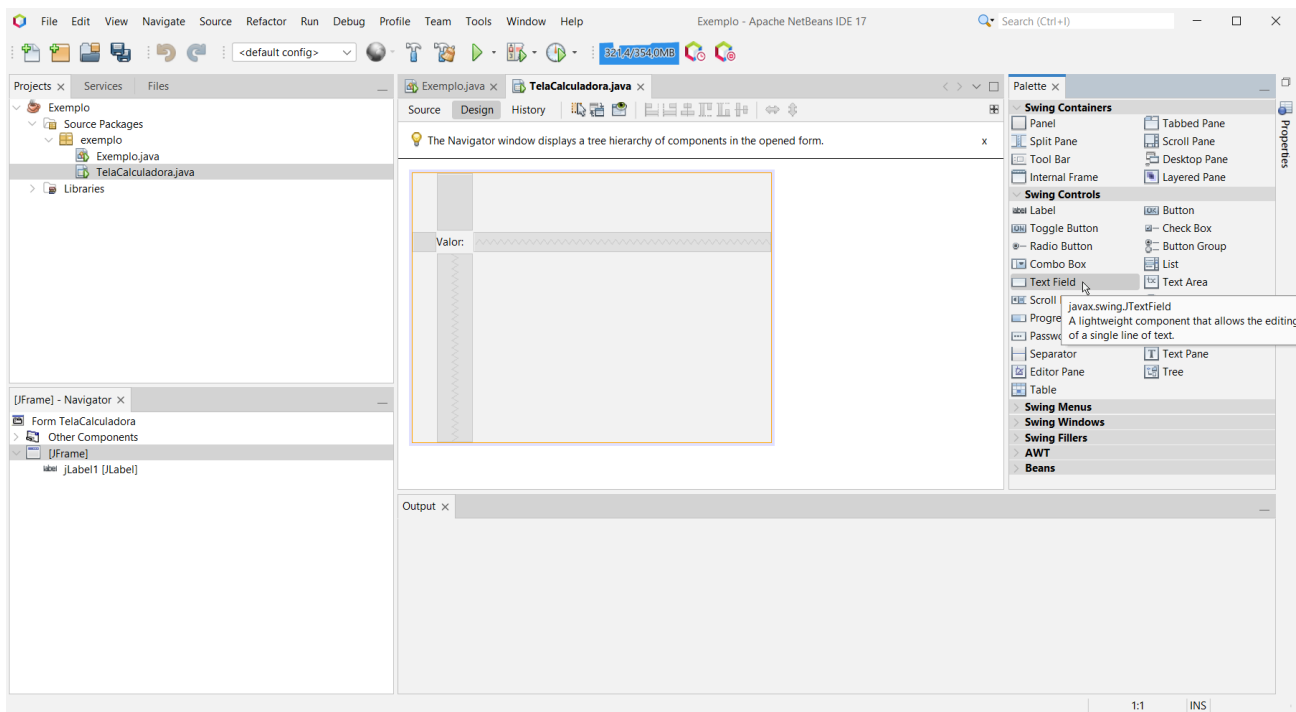 File Edit View Navigate Source Refactor Run Debug Profile Team Tools Window Help Exemplo - Apache NetBeans IDE 17 Search (Ctrl+I)
<default config> 321,4/354,0MB
Projects Services Files
Exemplo
Source Packages
exemplo
Exemplo.java
TelaCalculadora.java
Libraries
[JFrame] - Navigator
Form TelaCalculadora
Other Components
[JFrame]
label jLabel1 [JLabel]
Exemplo.java TelaCalculadora.java
Source Design History
The Navigator window displays a tree hierarchy of components in the opened form. x
Valor:
Output
Palette
Swing Containers
Panel Tabbed Pane
Split Pane Scroll Pane
Tool Bar Desktop Pane
Internal Frame Layered Pane
Swing Controls
label Label OK Button
ON Toggle Button Check Box
Radio Button Button Group
Combo Box List
Text Field Text Area
Scroll
Progre
Passwo
javax.swing.JTextField
A lightweight component that allows the editing
of a single line of text.
Separator Text Pane
Editor Pane Tree
Table
Swing Menus
Swing Windows
Swing Fillers
AWT
Beans
Properties
1:1 INS